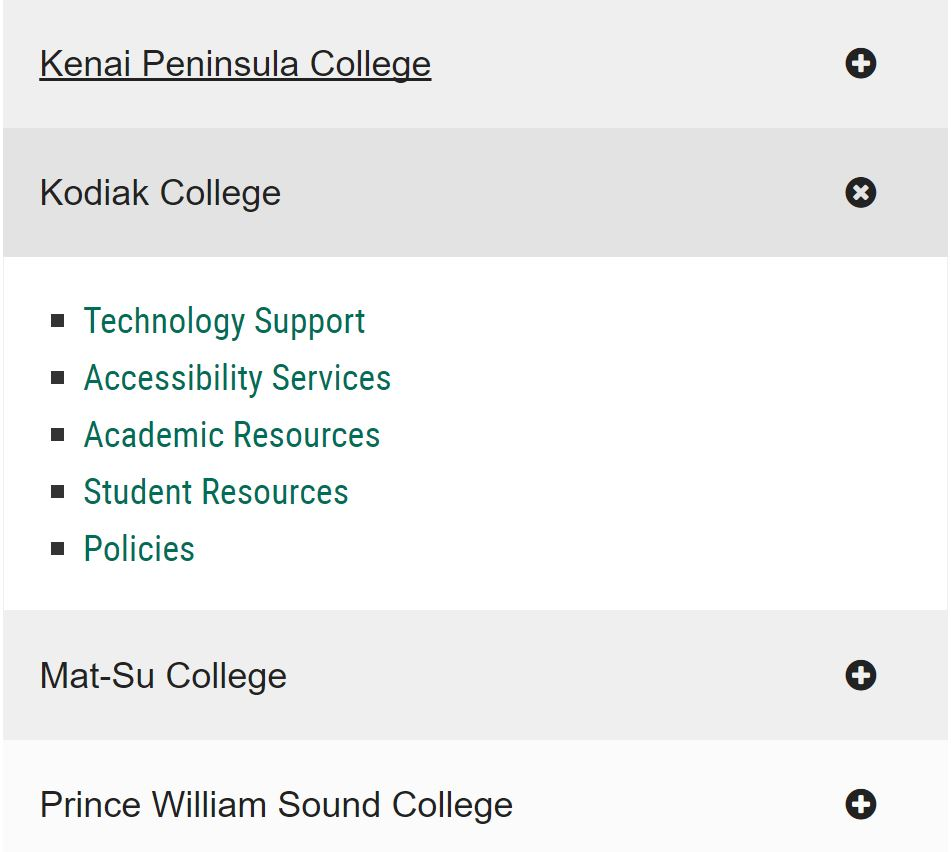 Kenai Peninsula College
Kodiak College
Technology Support
Accessibility Services
Academic Resources
Student Resources
Policies
Mat-Su College
Prince William Sound College